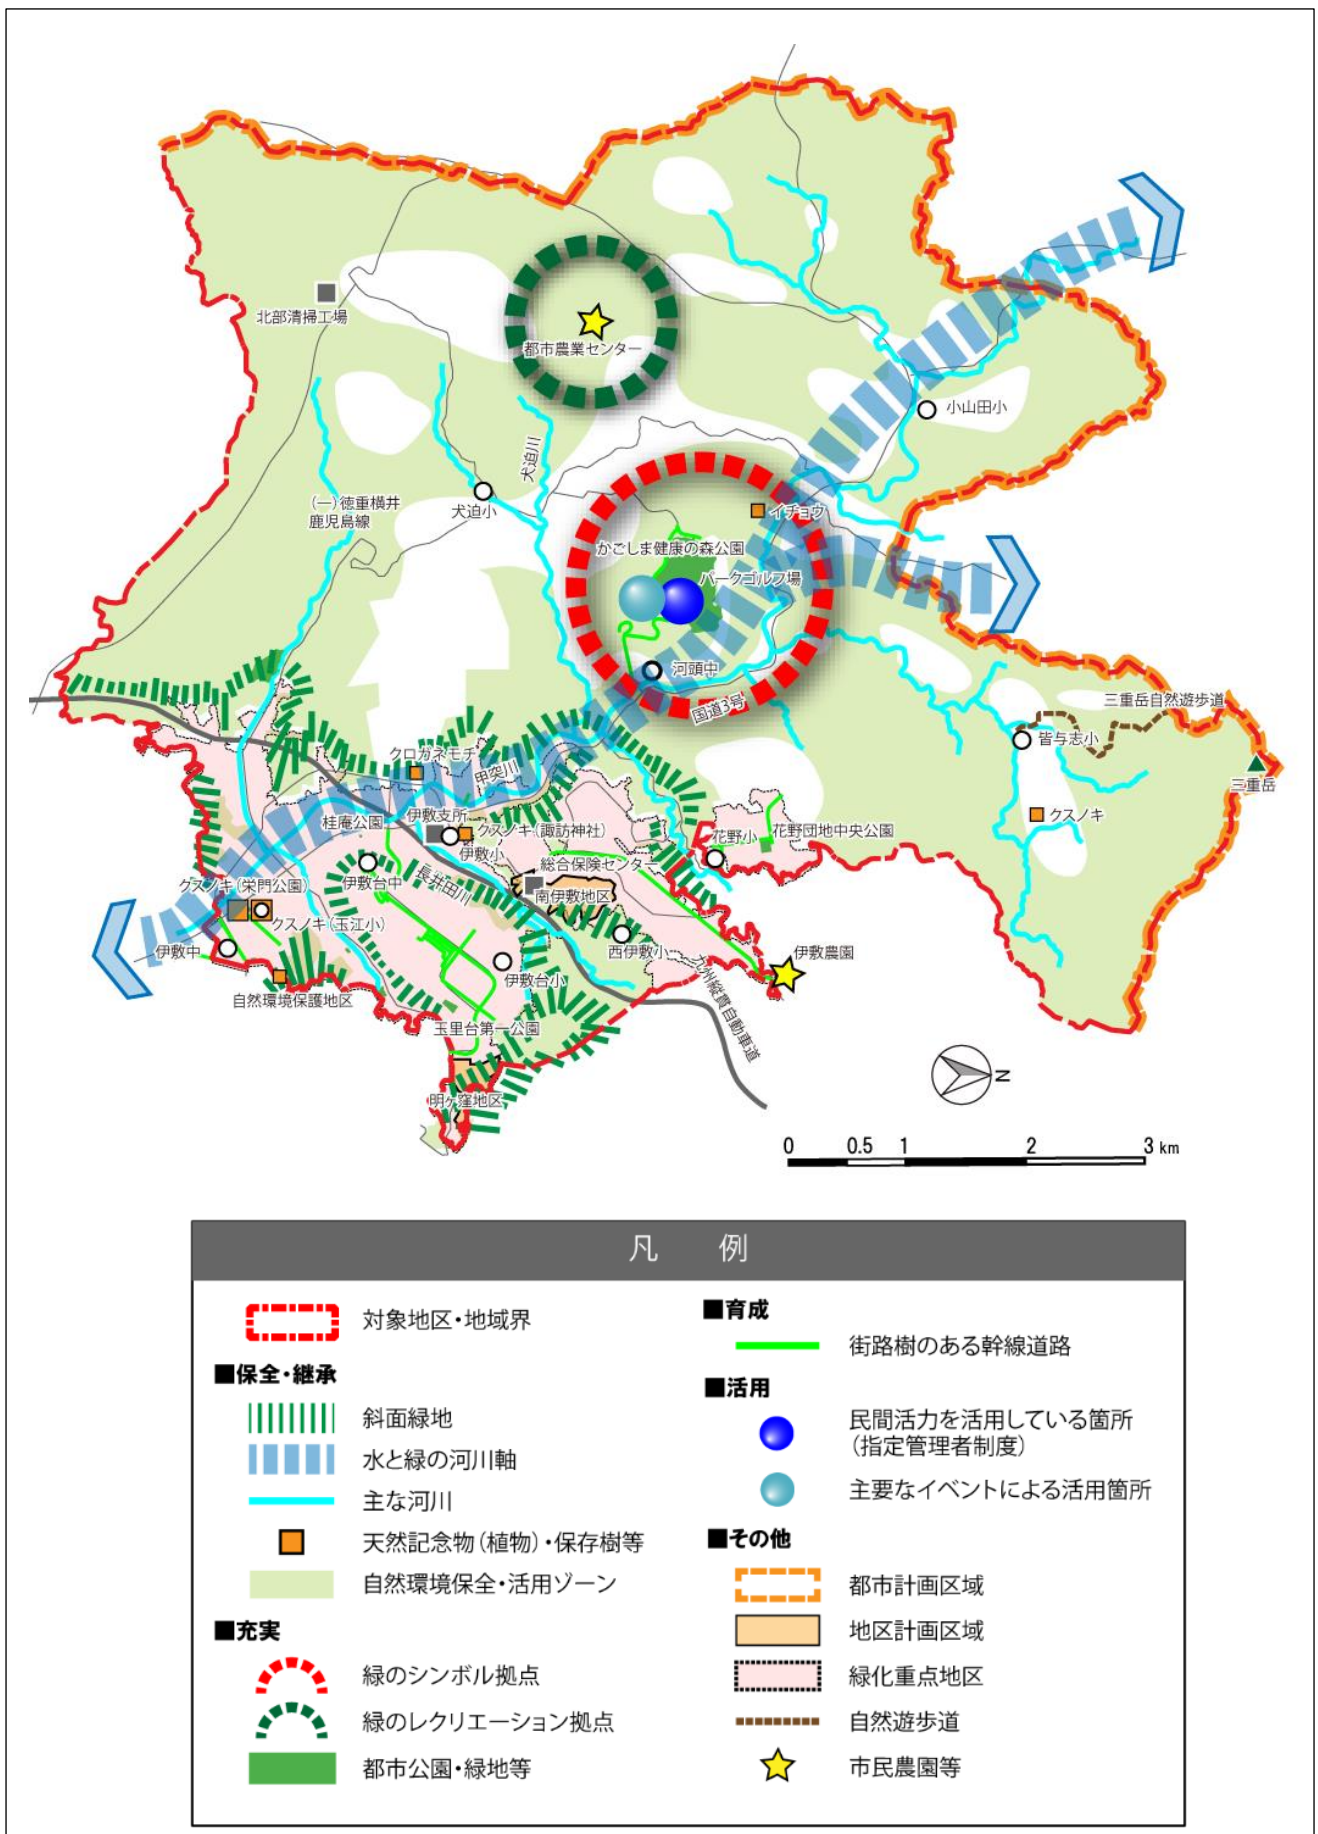 北部清掃工場
都市農業センター
小山田小
犬迫川
(一)徳重横井
鹿児島線
犬迫小
イチョウ
かごしま健康の森公園
パークゴルフ場
河頭中
国道3号
三重岳自然遊歩道
皆与志小
三重岳
クロガネモチ
甲突川
クスノキ
桂庵公園
伊敷支所
クスノキ(諏訪神社)
伊敷小
花野小
花野団地中央公園
総合保険センター
伊敷台中
長井田川
南伊敷地区
クスノキ(栄門公園)
クスノキ(玉江小)
伊敷中
西伊敷小
伊敷農園
伊敷台小
九州縦貫自動車道
自然環境保護地区
玉里台第一公園
明ヶ窪地区
N
0 0.5 1 2 3 km
凡 例
対象地区・地域界
■保全・継承
斜面緑地
水と緑の河川軸
主な河川
天然記念物(植物)・保存樹等
自然環境保全・活用ゾーン
■充実
緑のシンボル拠点
緑のレクリエーション拠点
都市公園・緑地等
■育成
街路樹のある幹線道路
■活用
民間活力を活用している箇所
(指定管理者制度)
主要なイベントによる活用箇所
■その他
都市計画区域
地区計画区域
緑化重点地区
自然遊歩道
市民農園等